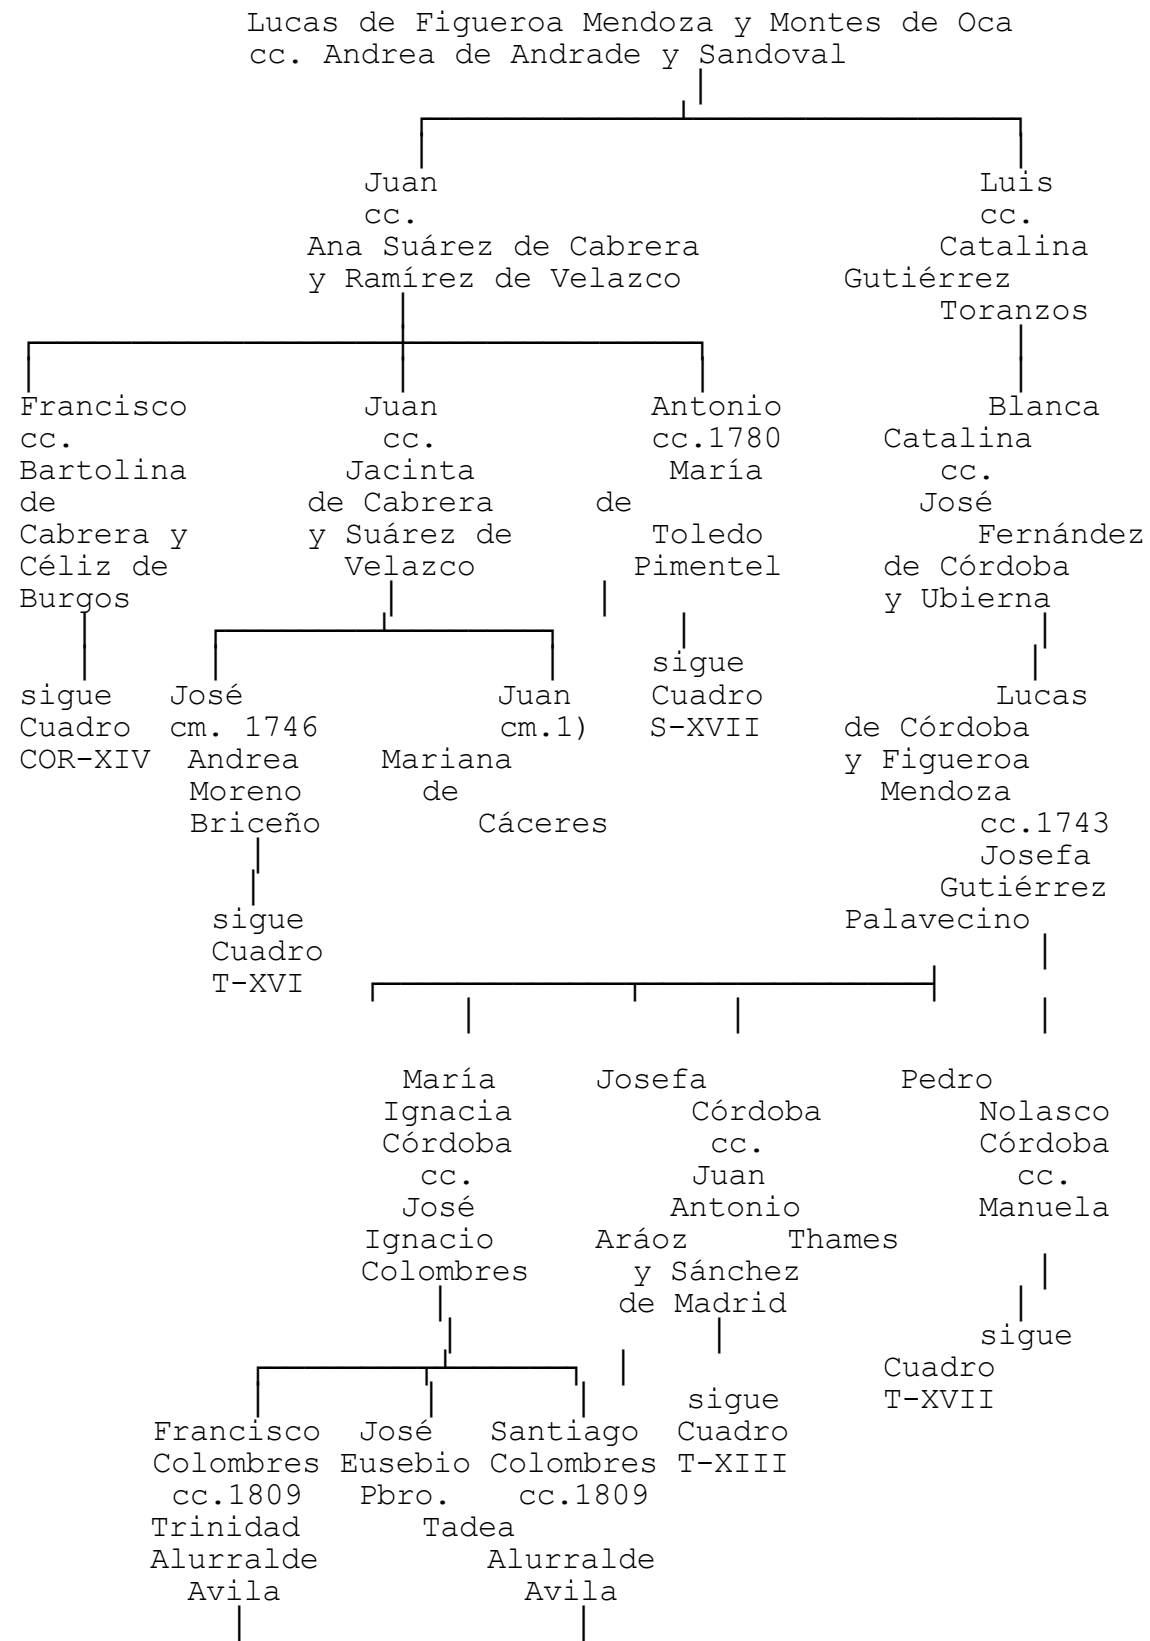 Lucas de Figueroa Mendoza y Montes de Oca
cc. Andrea de Andrade y Sandoval
Juan Luis
cc. cc.
Ana Suárez de Cabrera Catalina
y Ramírez de Velazco Gutiérrez
Toranzos
Francisco Juan Antonio Blanca
cc. cc. cc.1780 Catalina
Bartolina Jacinta María cc.
de de Cabrera de José
Cabrera y y Suárez de Toledo Fernández
Céliz de Velazco Pimentel de Córdoba
Burgos y Ubierna
sigue
sigue José Juan Cuadro Lucas
Cuadro cm. 1746 cm.1) S-XVII de Córdoba
COR-XIV Andrea Mariana y Figueroa
Moreno de Mendoza
Briceño Cáceres cc.1743
Josefa
Gutiérrez
sigue Palavecino
Cuadro
T-XVI
María Josefa Pedro
Ignacia Córdoba Nolasco
Córdoba cc. Córdoba
cc. Juan cc.
José Antonio Manuela
Ignacio Aráoz Thames
Colombres y Sánchez
de Madrid
sigue
Cuadro
sigue T-XVII
Francisco José Santiago Cuadro
Colombres Eusebio Colombres T-XIII
cc.1809 Pbro. cc.1809
Trinidad Tadea
Alurralde Alurralde
Avila Avila